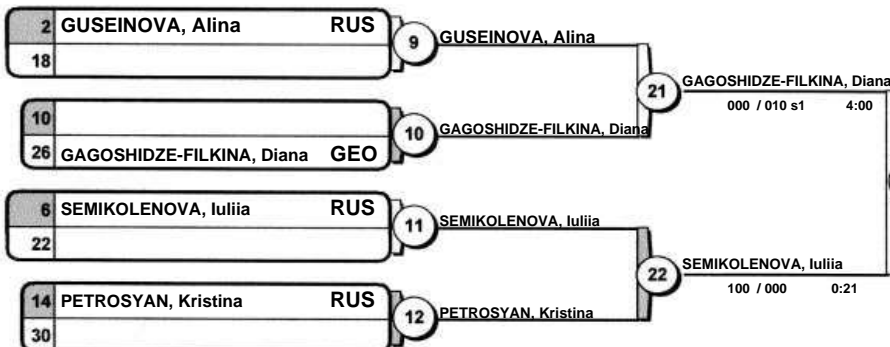 2 GUSEINOVA, Alina RUS
18
9 GUSEINOVA, Alina
10
26 GAGOSHIDZE-FILKINA, Diana GEO
10 GAGOSHIDZE-FILKINA, Diana
21 GAGOSHIDZE-FILKINA, Diana
000 / 010 s1 4:00
6 SEMIKOLENOVA, Iuliia RUS
22
11 SEMIKOLENOVA, Iuliia
14 PETROSYAN, Kristina RUS
30
12 PETROSYAN, Kristina
22 SEMIKOLENOVA, Iuliia
100 / 000 0:21